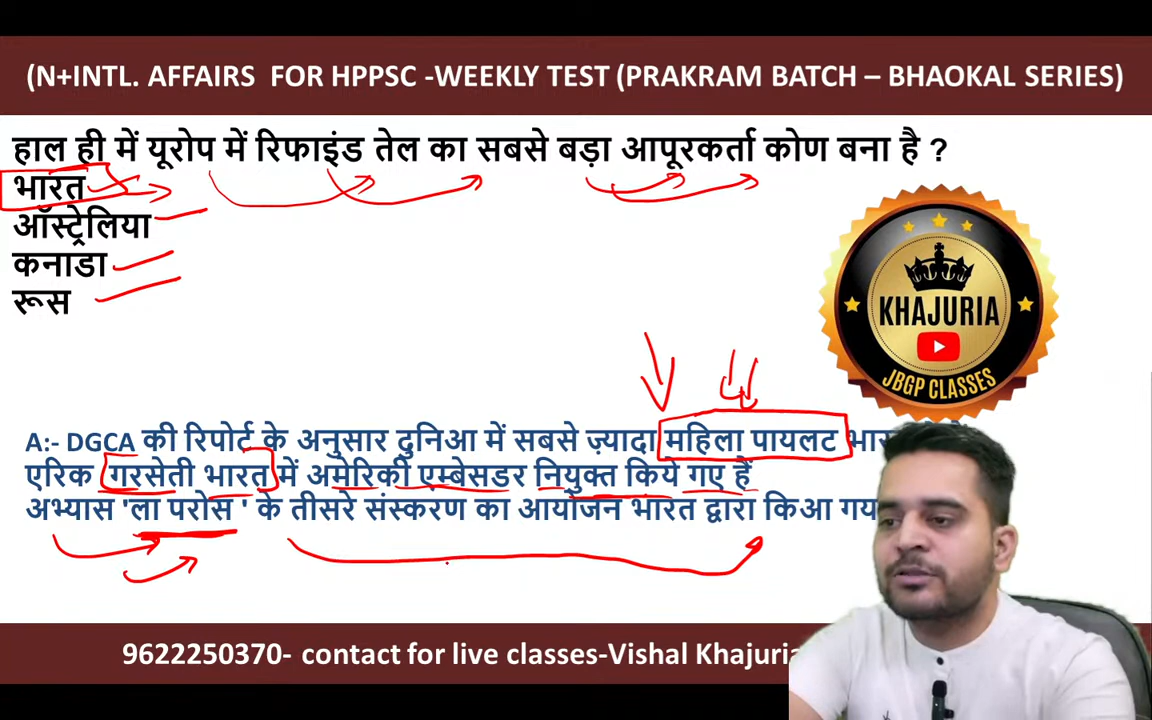 (N+INTL. AFFAIRS FOR HPPSC -WEEKLY TEST (PRAKRAM BATCH – BHAOKAL SERIES)
हाल ही में यूरोप में रिफाइंड तेल का सबसे बड़ा आपूरकर्ता कोण बना है ?
भारत
ऑस्ट्रेलिया
कनाडा
रूस
KHAJURIA
JBGP CLASSES
A:- DGCA की रिपोर्ट के अनुसार दुनिआ में सबसे ज़्यादा महिला पायलट
एरिक गरसेती भारत में अमेरिकी एम्बेसडर नियुक्त किये गए हैं
अभ्यास 'ला परोस ' के तीसरे संस्करण का आयोजन भारत द्वारा किआ
9622250370- contact for live classes-Vishal Khajuria